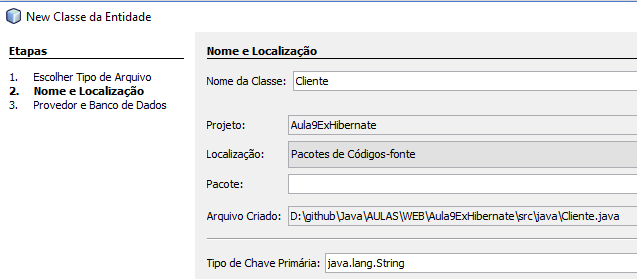 New Classe da Entidade
Etapas
1. Escolher Tipo de Arquivo
2. Nome e Localização
3. Provedor e Banco de Dados
Nome e Localização
Nome da Classe: Cliente
Projeto: Aula9ExHibernate
Localização: Pacotes de Códigos-fonte
Pacote:
Arquivo Criado: D:\github\Java\AULAS\WEB\Aula9ExHibernate\src\java\Cliente.java
Tipo de Chave Primária: java.lang.String